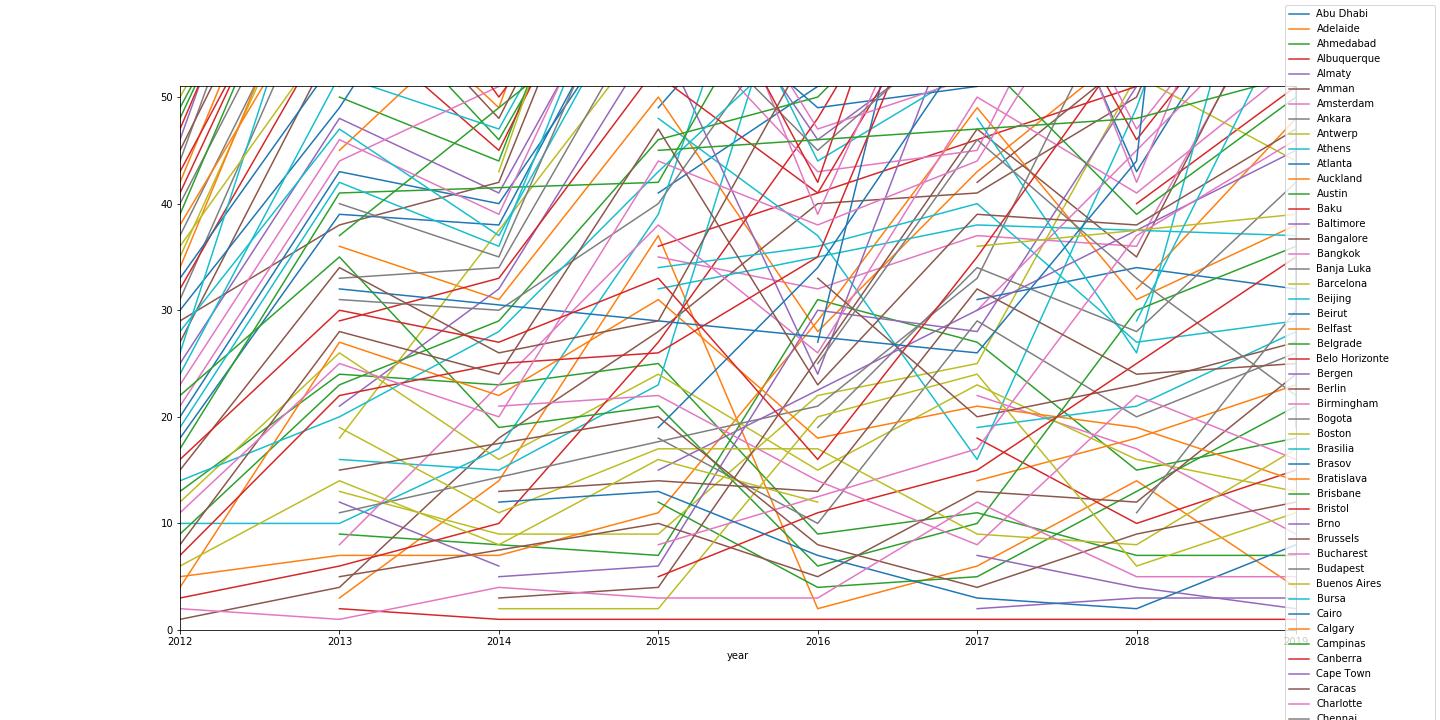 50
40
30
20
10
0
2012 2013 2014 2015 2016 2017 2018 2019
year
Abu Dhabi
Adelaide
Ahmedabad
Albuquerque
Almaty
Amman
Amsterdam
Ankara
Antwerp
Athens
Atlanta
Auckland
Austin
Baku
Baltimore
Bangalore
Bangkok
Banja Luka
Barcelona
Beijing
Beirut
Belfast
Belgrade
Belo Horizonte
Bergen
Berlin
Birmingham
Bogota
Boston
Brasilia
Brasov
Bratislava
Brisbane
Bristol
Brno
Brussels
Bucharest
Budapest
Buenos Aires
Bursa
Cairo
Calgary
Campinas
Canberra
Cape Town
Caracas
Charlotte
Chennai